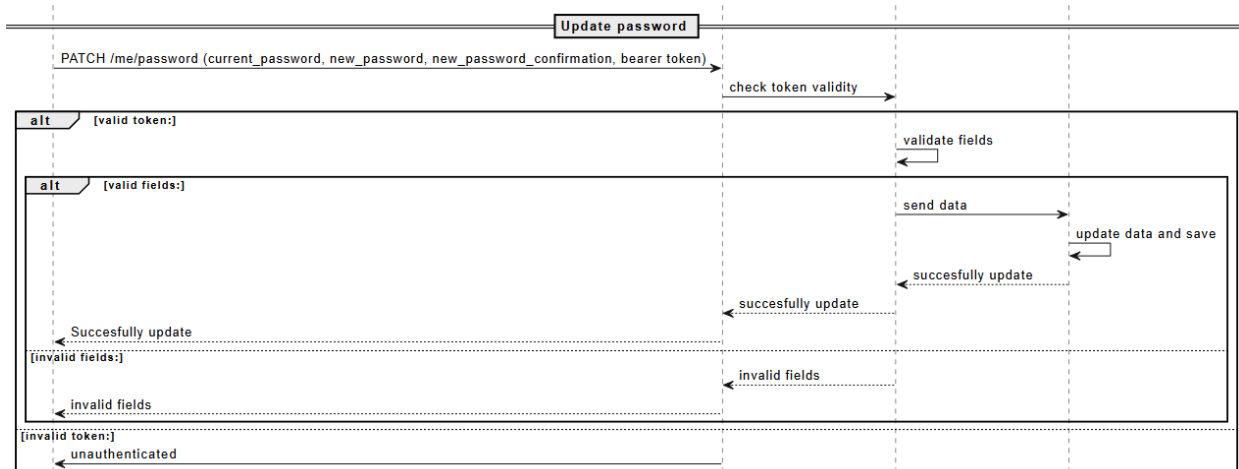 Update password
PATCH /me/password (current_password, new_password, new_password_confirmation, bearer token)
check token validity
alt [valid token:]
validate fields
alt [valid fields:]
send data
update data and save
succesfully update
succesfully update
Succesfully update
[invalid fields:]
invalid fields
invalid fields
[invalid token:]
unauthenticated